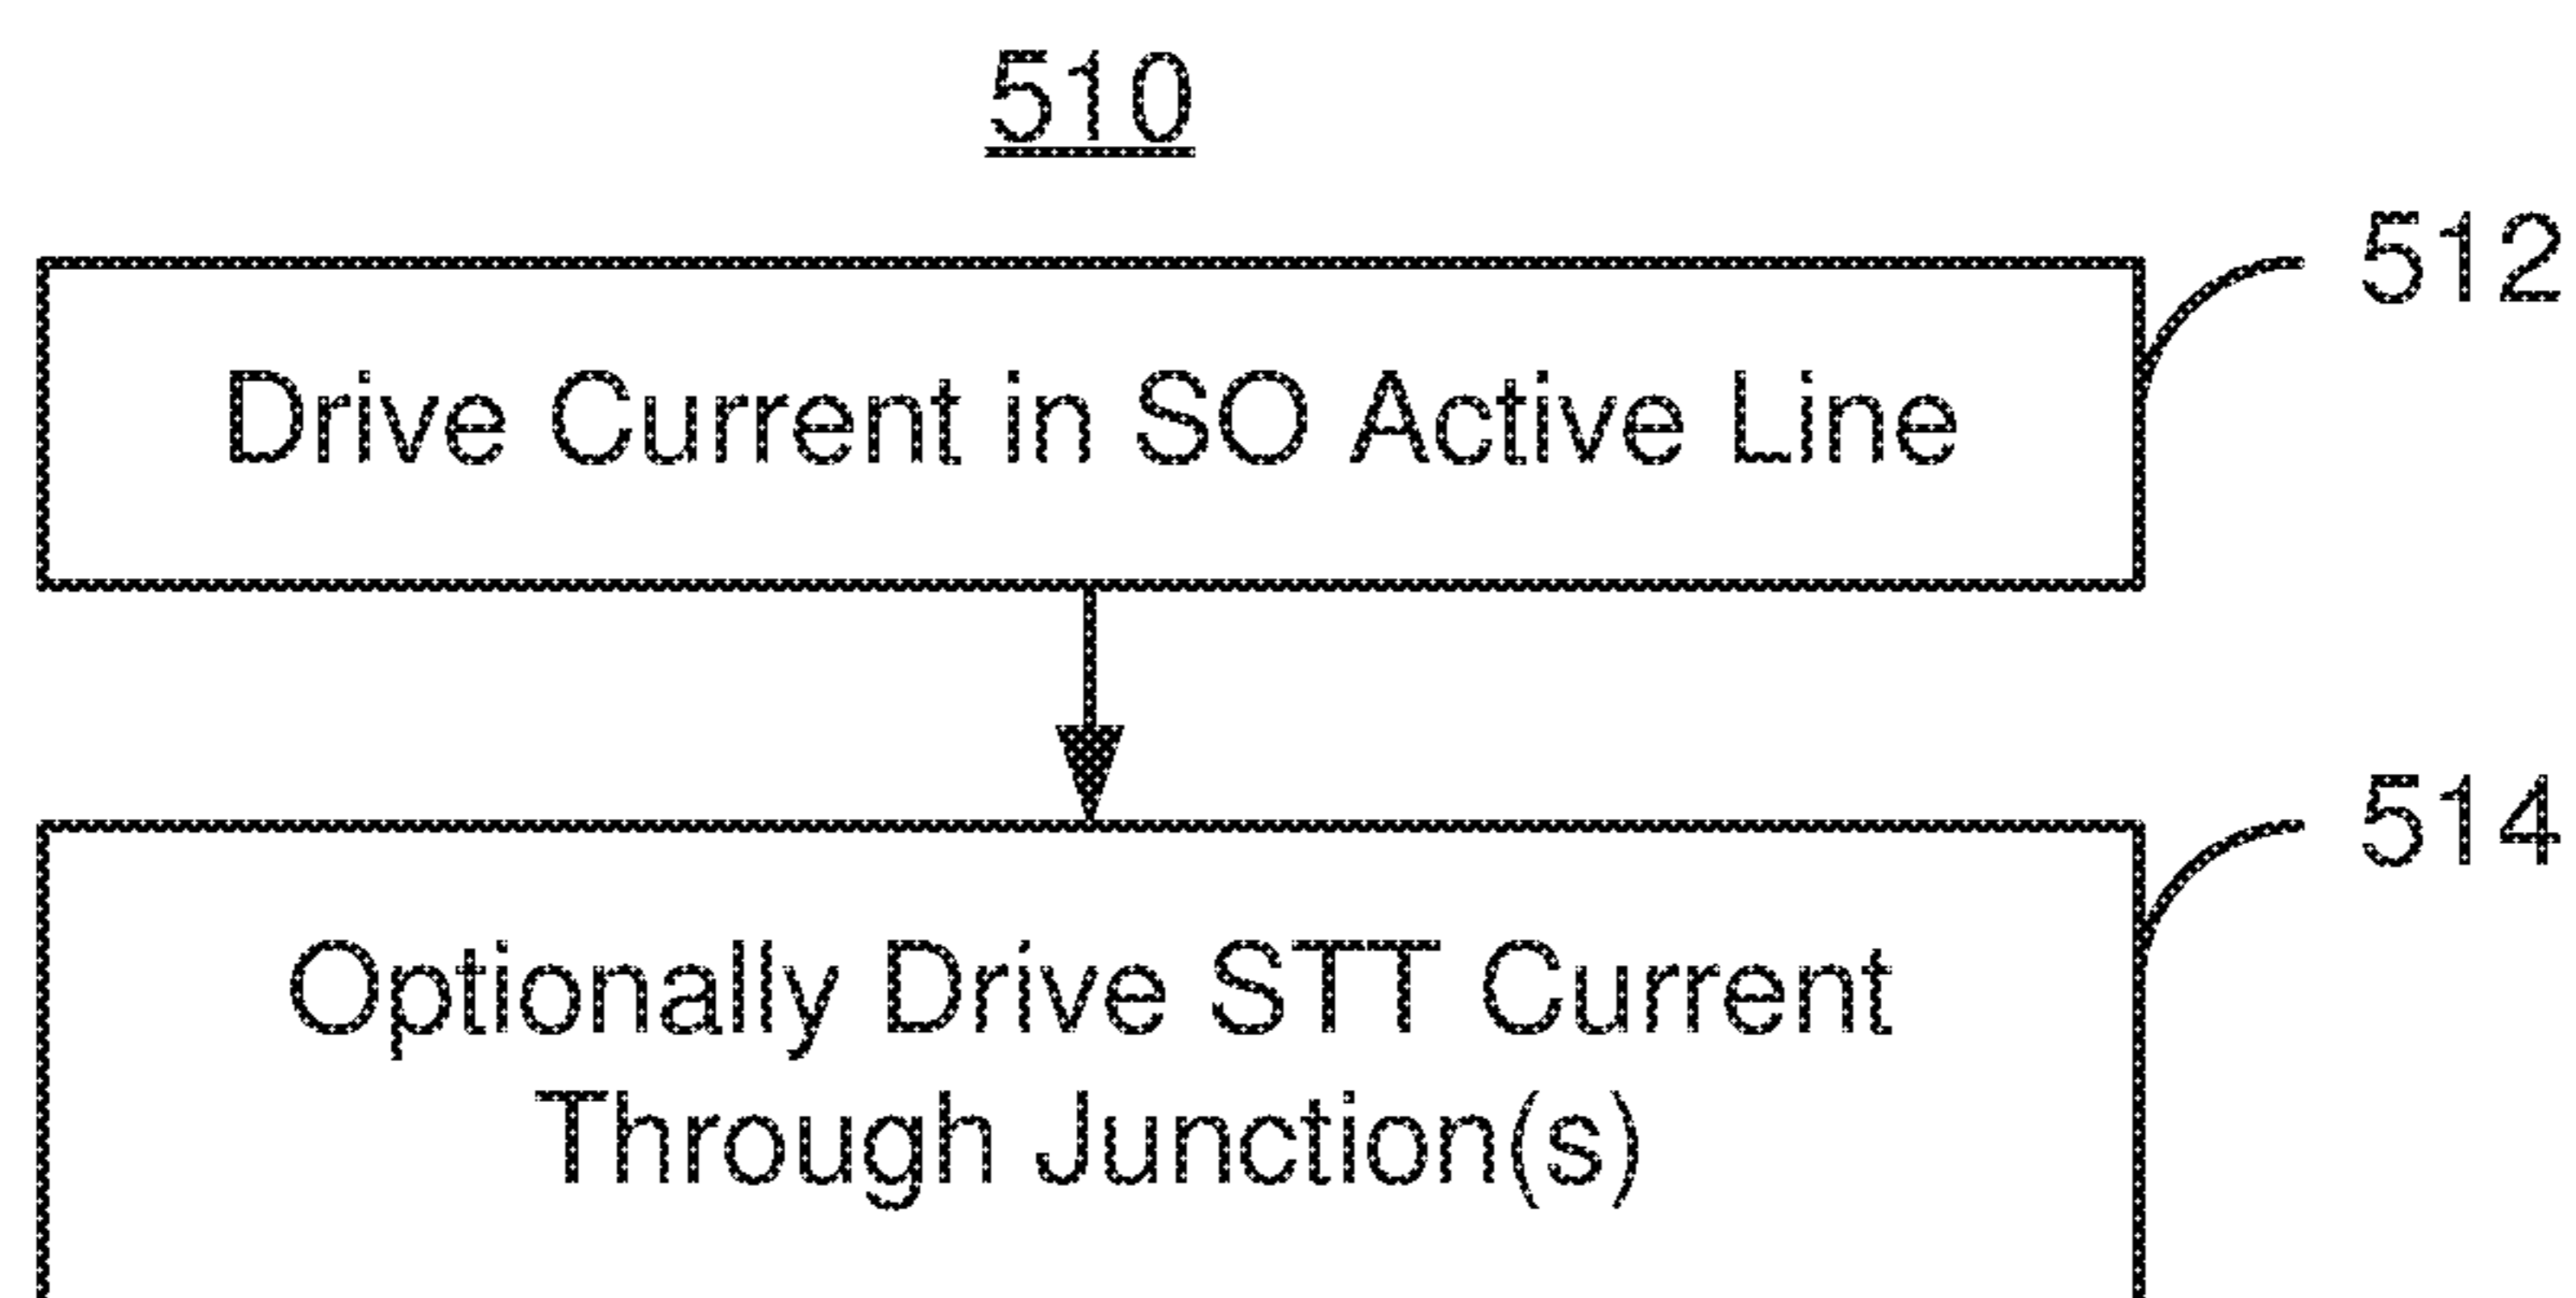 510
512
Drive Current in SO Active Line
514
Optionally Drive STT Current
Through Junction(s)